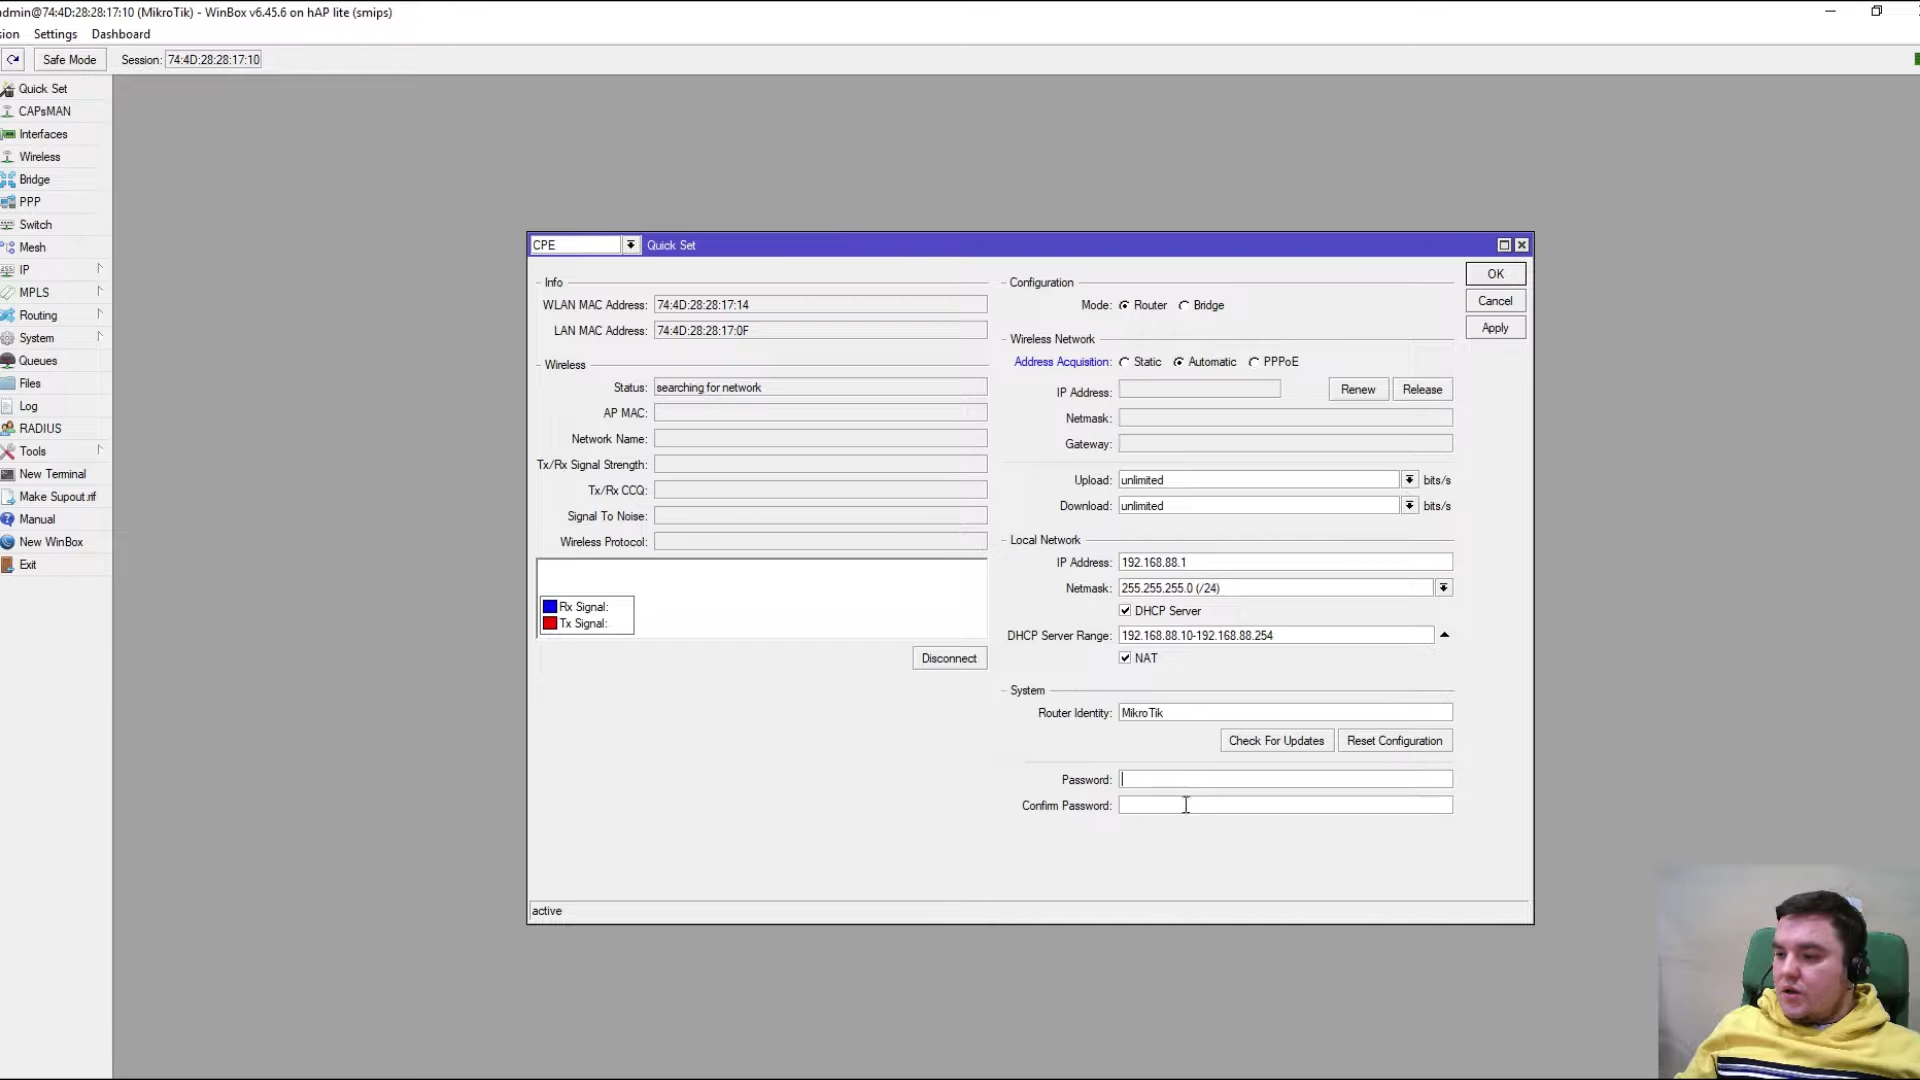 dmin@74:4D:28:28:17:10 (MikroTik) - WinBox v6.45.6 on hAP lite (smips)
sion Settings Dashboard
Safe Mode Session: 74:4D:28:28:17:10
Quick Set
CAPsMAN
Interfaces
Wireless
Bridge
PPP
Switch
Mesh
IP
MPLS
Routing
System
Queues
Files
Log
RADIUS
Tools
New Terminal
Make Supout.rif
Manual
New WinBox
Exit
CPE Quick Set
Info
WLAN MAC Address: 74:4D:28:28:17:14
LAN MAC Address: 74:4D:28:28:17:0F
Wireless
Status: searching for network
AP MAC:
Network Name:
Tx/Rx Signal Strength:
Tx/Rx CCQ:
Signal To Noise:
Wireless Protocol:
Rx Signal:
Tx Signal:
Disconnect
Configuration
Mode: Router Bridge
Wireless Network
Address Acquisition: Static Automatic PPPoE
IP Address: Renew Release
Netmask:
Gateway:
Upload: unlimited bits/s
Download: unlimited bits/s
Local Network
IP Address: 192.168.88.1
Netmask: 255.255.255.0 (/24)
DHCP Server
DHCP Server Range: 192.168.88.10-192.168.88.254
NAT
System
Router Identity: MikroTik
Check For Updates Reset Configuration
Password:
Confirm Password:
OK
Cancel
Apply
active